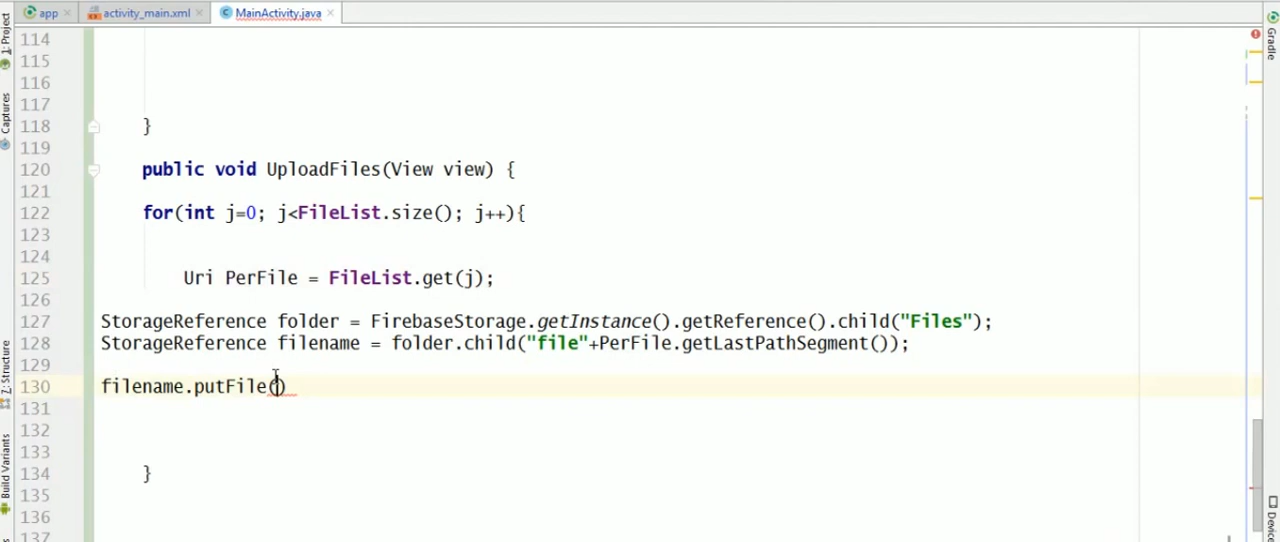 app activity_main.xml MainActivity.java
1: Project
Captures
Z: Structure
Build Variants
Gradle
114
115
116
117
118 }
119
120 public void UploadFiles(View view) {
121
122 for(int j=0; j<FileList.size(); j++){
123
124
125 Uri PerFile = FileList.get(j);
126
127 StorageReference folder = FirebaseStorage.getInstance().getReference().child("Files");
128 StorageReference filename = folder.child("file"+PerFile.getLastPathSegment());
129
130 filename.putFile()
131
132
133
134 }
135
136
137